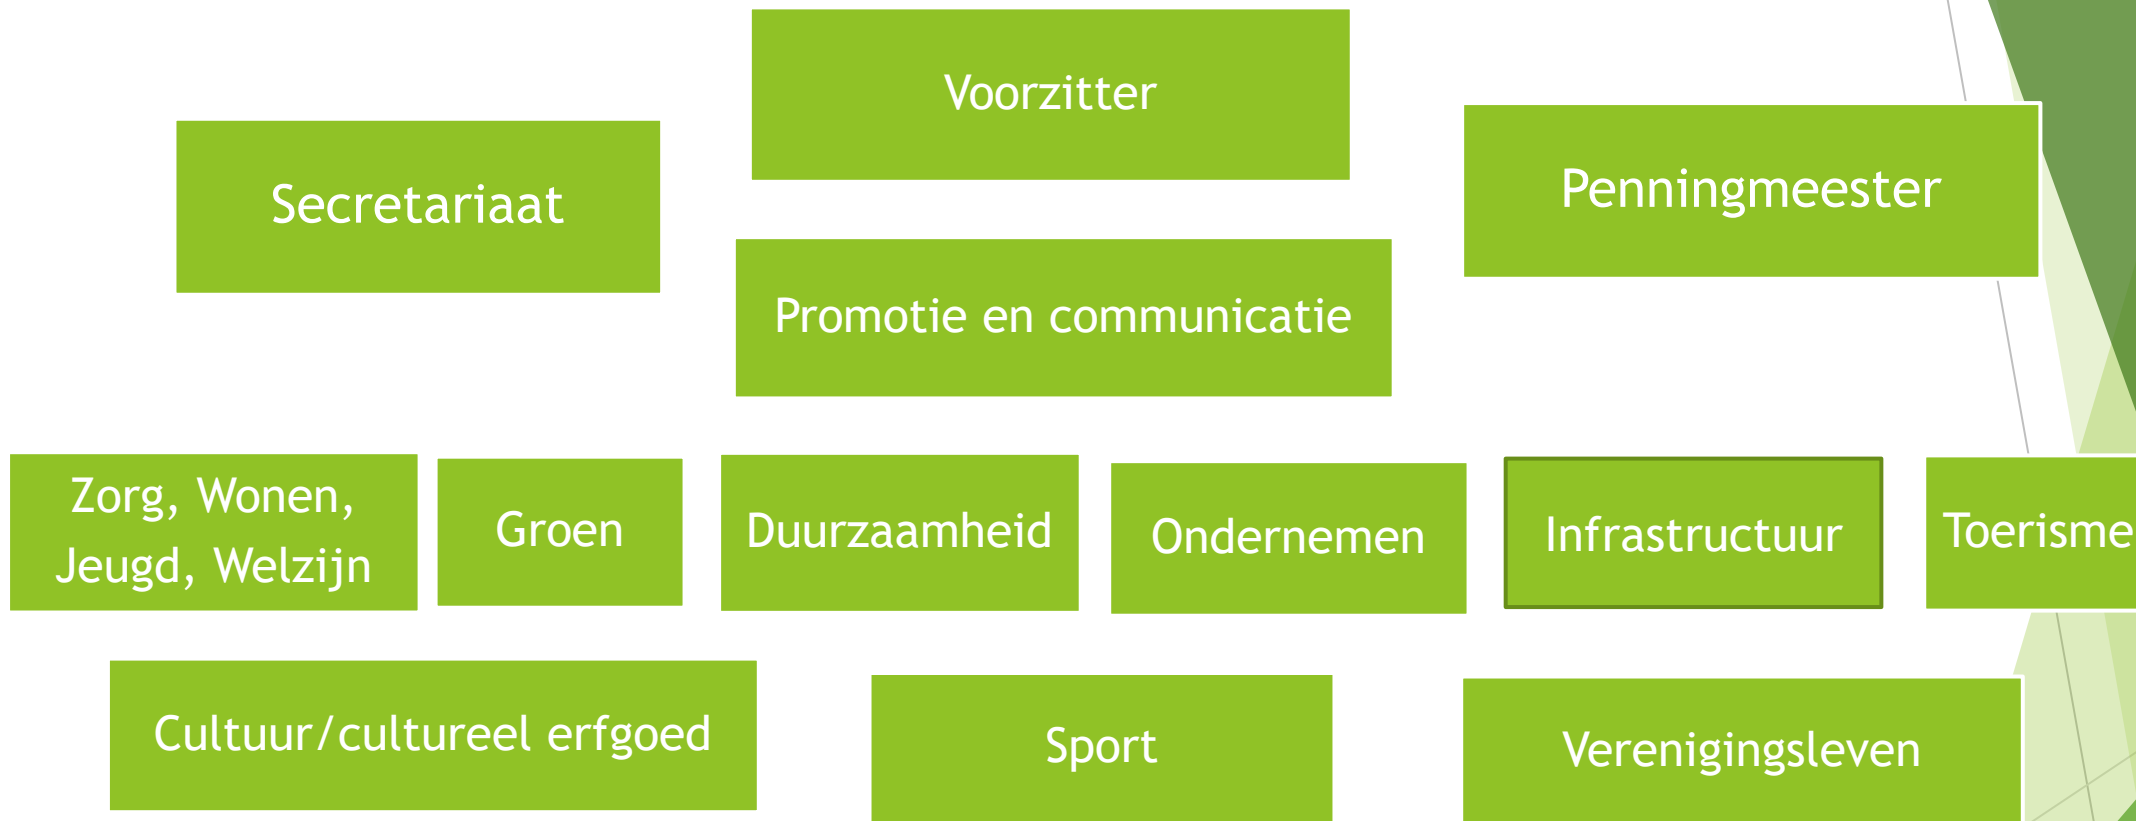 Voorzitter
Secretariaat
Penningmeester
Promotie en communicatie
Zorg, Wonen,
Jeugd, Welzijn
Groen
Duurzaamheid
Ondernemen
Infrastructuur
Toerisme
Cultuur/cultureel erfgoed
Sport
Verenigingsleven